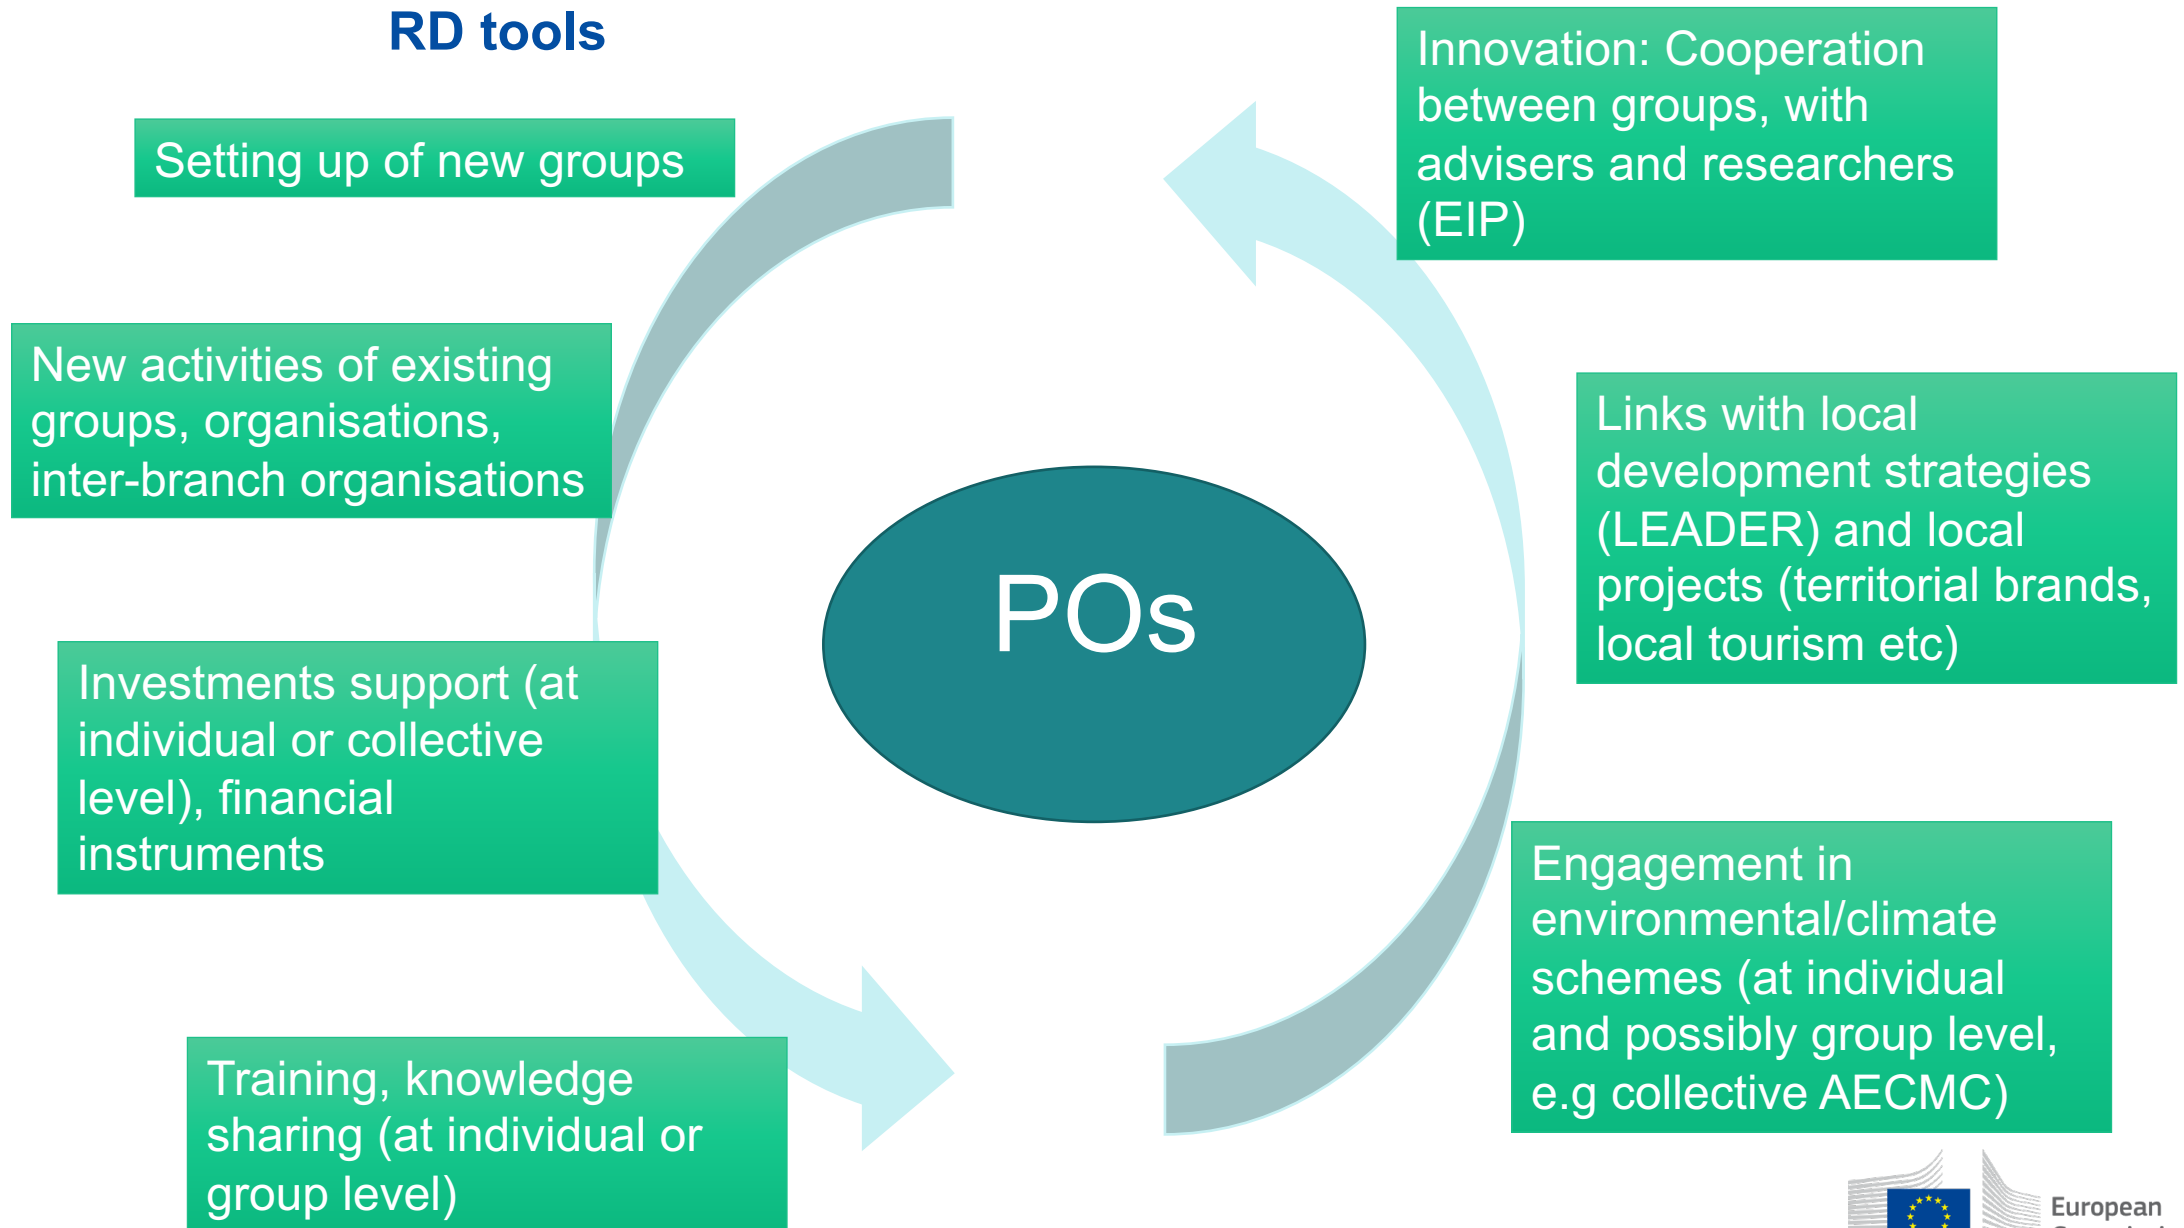 RD tools
Setting up of new groups
New activities of existing
groups, organisations,
inter-branch organisations
Investments support (at
individual or collective
level), financial
instruments
Training, knowledge
sharing (at individual or
group level)
POs
Innovation: Cooperation
between groups, with
advisers and researchers
(EIP)
Links with local
development strategies
(LEADER) and local
projects (territorial brands,
local tourism etc)
Engagement in
environmental/climate
schemes (at individual
and possibly group level,
e.g collective AECMC)
European